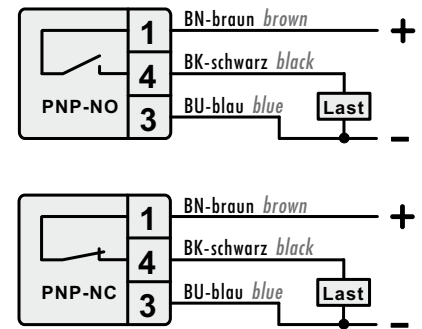 1 BN-braun brown +
4 BK-schwarz black
PNP-NO
3 BU-blau blue
Last
–
1 BN-braun brown +
4 BK-schwarz black
PNP-NC
3 BU-blau blue
Last
–